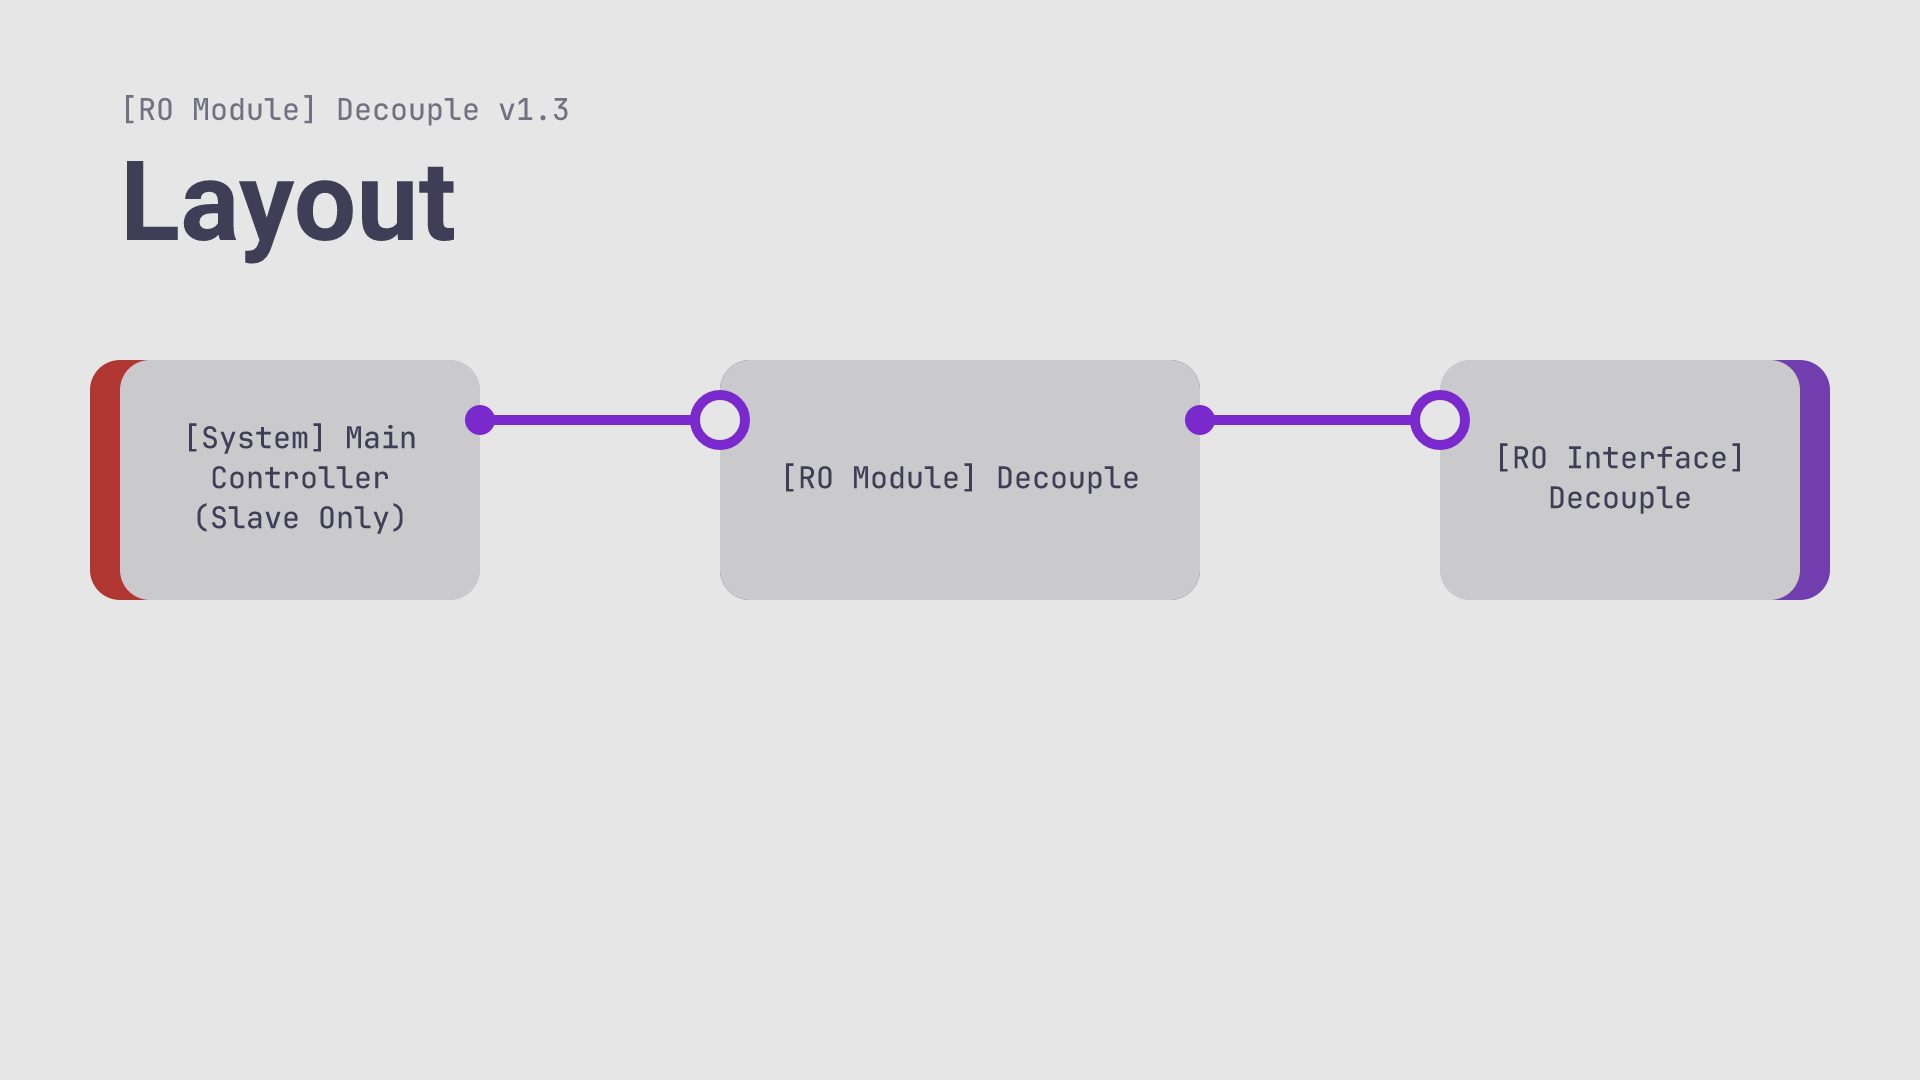 [RO Module] Decouple v1.3
Layout
[System] Main
Controller
(Slave Only)
[RO Module] Decouple
[RO Interface]
Decouple